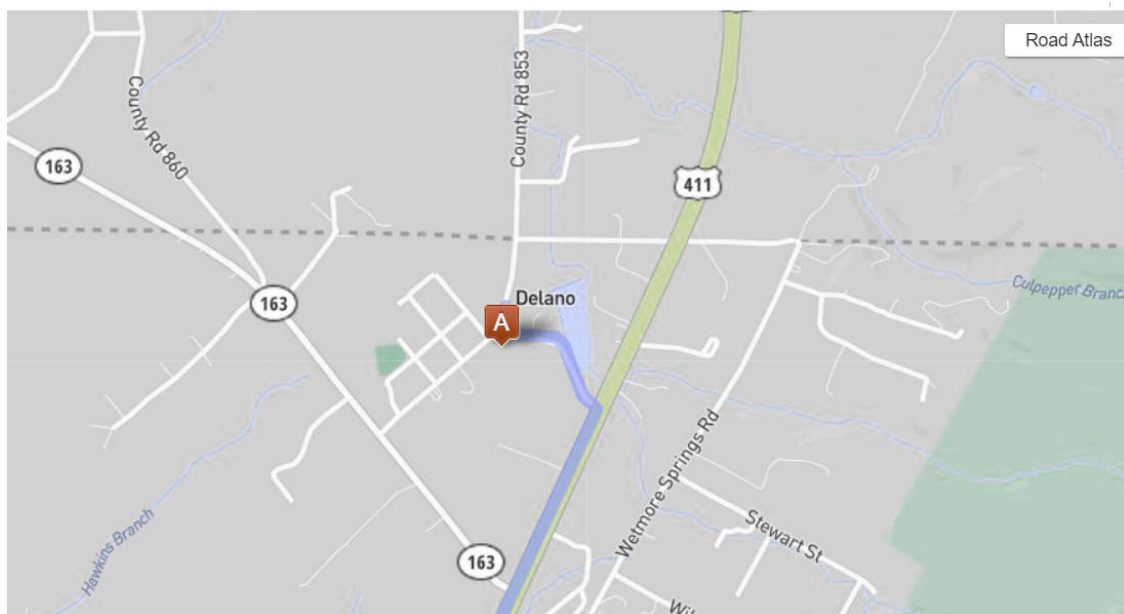 Road Atlas
County Rd 853
County Rd 860
163
411
Culpepper Branch
163
Delano
A
Wetmore Springs Rd
Stewart St
Hawkins Branch
163